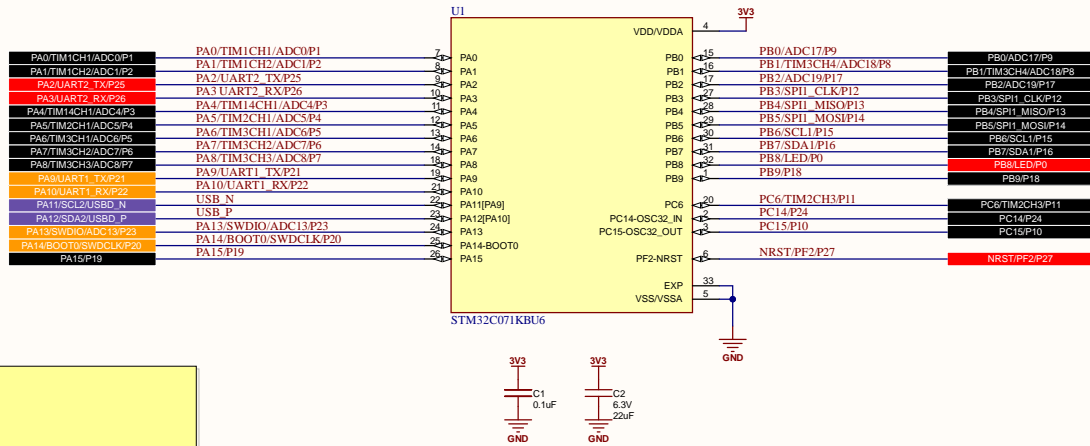 U1
3V3
VDD/VDDA 4
PA0/TIM1CH1/ADC0/P1 PA0/TIM1CH1/ADC0/P1 7 PA0 PB0 15 PB0/ADC17/P9 PB0/ADC17/P9
PA1/TIM1CH2/ADC1/P2 PA1/TIM1CH2/ADC1/P2 8 PA1 PB1 16 PB1/TIM3CH4/ADC18/P8 PB1/TIM3CH4/ADC18/P8
PA2/UART2_TX/P25 PA2/UART2_TX/P25 9 PA2 PB2 17 PB2/ADC19/P17 PB2/ADC19/P17
PA3/UART2_RX/P26 PA3 UART2_RX/P26 10 PA3 PB3 27 PB3/SPI1_CLK/P12 PB3/SPI1_CLK/P12
PA4/TIM14CH1/ADC4/P3 PA4/TIM14CH1/ADC4/P3 11 PA4 PB4 28 PB4/SPI1_MISO/P13 PB4/SPI1_MISO/P13
PA5/TIM2CH1/ADC5/P4 PA5/TIM2CH1/ADC5/P4 12 PA5 PB5 29 PB5/SPI1_MOSI/P14 PB5/SPI1_MOSI/P14
PA6/TIM3CH1/ADC6/P5 PA6/TIM3CH1/ADC6/P5 13 PA6 PB6 30 PB6/SCL1/P15 PB6/SCL1/P15
PA7/TIM3CH2/ADC7/P6 PA7/TIM3CH2/ADC7/P6 14 PA7 PB7 31 PB7/SDA1/P16 PB7/SDA1/P16
PA8/TIM3CH3/ADC8/P7 PA8/TIM3CH3/ADC8/P7 18 PA8 PB8 32 PB8/LED/P0 PB8/LED/P0
PA9/UART1_TX/P21 PA9/UART1_TX/P21 19 PA9 PB9 1 PB9/P18 PB9/P18
PA10/UART1_RX/P22 PA10/UART1_RX/P22 21 PA10
PA11/SCL2/USBD_N USB_N 22 PA11[PA9] PC6 20 PC6/TIM2CH3/P11 PC6/TIM2CH3/P11
PA12/SDA2/USBD_P USB_P 23 PA12[PA10] PC14-OSC32_IN 2 PC14/P24 PC14/P24
PA13/SWDIO/ADC13/P23 PA13/SWDIO/ADC13/P23 24 PA13 PC15-OSC32_OUT 3 PC15/P10 PC15/P10
PA14/BOOT0/SWDCLK/P20 PA14/BOOT0/SWDCLK/P20 25 PA14-BOOT0
PA15/P19 PA15/P19 26 PA15 PF2-NRST 6 NRST/PF2/P27 NRST/PF2/P27
EXP 33
VSS/VSSA 5
STM32C071KBU6
GND
3V3 3V3
C1 C2
0.1uF 6.3V
22uF
GND GND